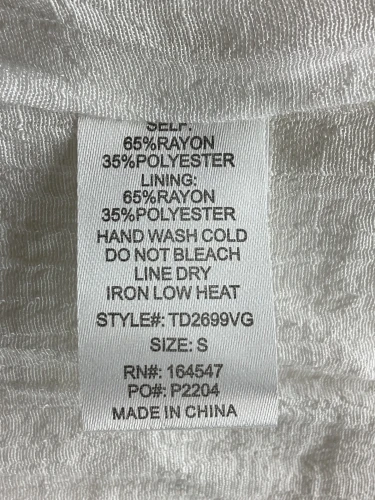 SELF:
65%RAYON
35%POLYESTER
LINING:
65%RAYON
35%POLYESTER
HAND WASH COLD
DO NOT BLEACH
LINE DRY
IRON LOW HEAT
STYLE#: TD2699VG
SIZE: S
RN#: 164547
PO#: P2204
MADE IN CHINA